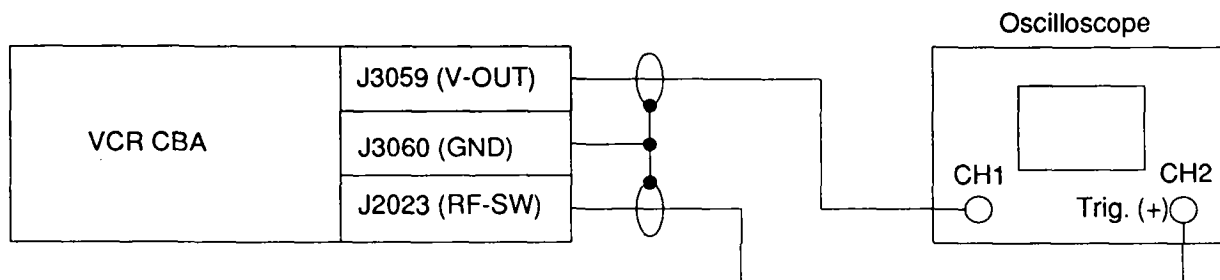 Oscilloscope
J3059 (V-OUT)
VCR CBA
J3060 (GND)
J2023 (RF-SW)
CH1
CH2
Trig. (+)